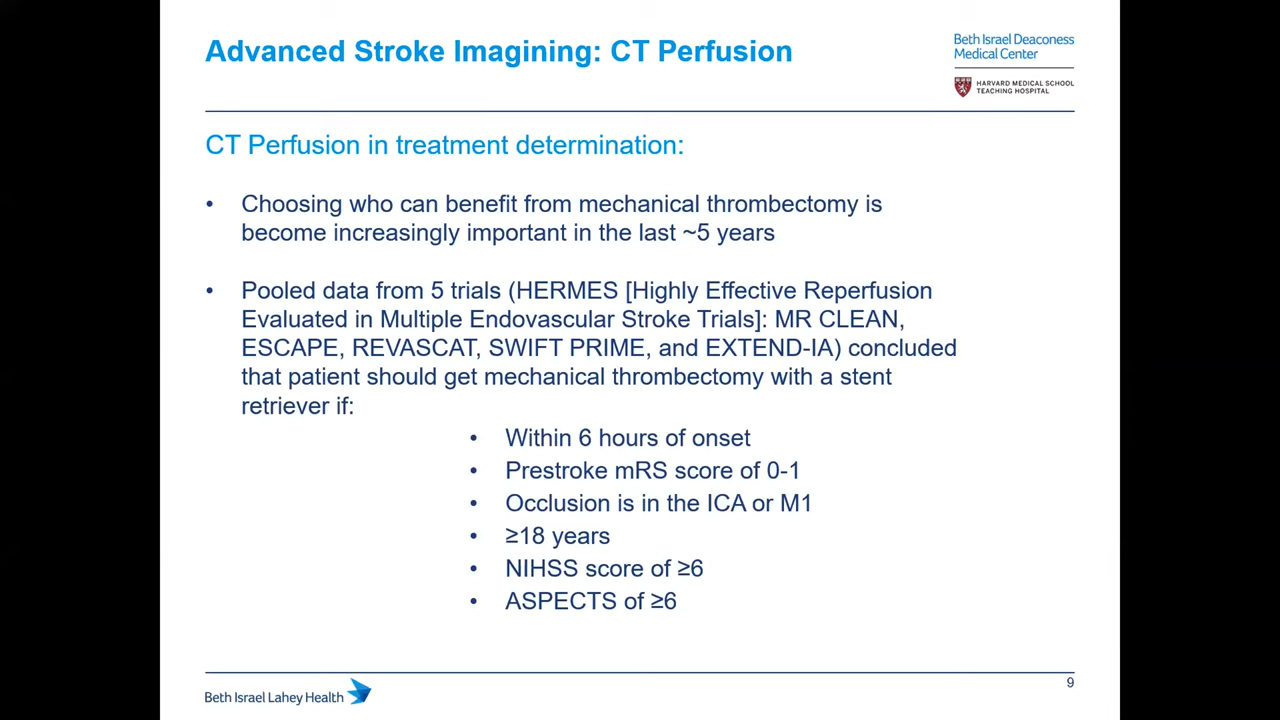 Advanced Stroke Imagining: CT Perfusion
Beth Israel Deaconess
Medical Center
HARVARD MEDICAL SCHOOL
TEACHING HOSPITAL
CT Perfusion in treatment determination:
• Choosing who can benefit from mechanical thrombectomy is
become increasingly important in the last ~5 years
• Pooled data from 5 trials (HERMES [Highly Effective Reperfusion
Evaluated in Multiple Endovascular Stroke Trials]: MR CLEAN,
ESCAPE, REVASCAT, SWIFT PRIME, and EXTEND-IA) concluded
that patient should get mechanical thrombectomy with a stent
retriever if:
• Within 6 hours of onset
• Prestroke mRS score of 0-1
• Occlusion is in the ICA or M1
• ≥18 years
• NIHSS score of ≥6
• ASPECTS of ≥6
Beth Israel Lahey Health
9